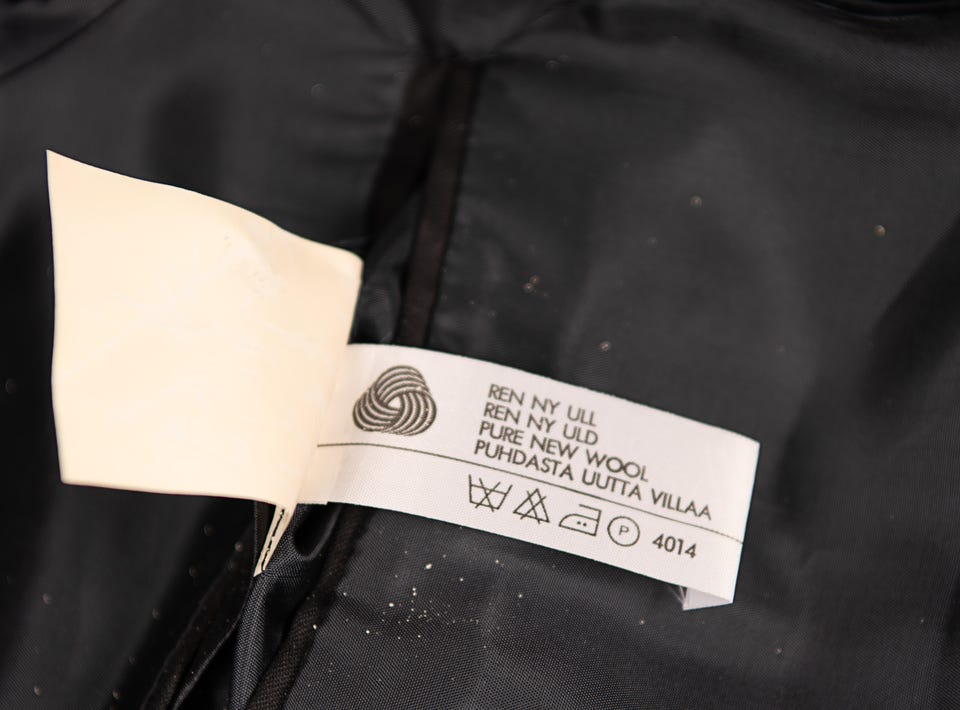 REN NY ULL
REN NY ULD
PURE NEW WOOL
PUHDASTA UUTTA VILLAA
P 4014